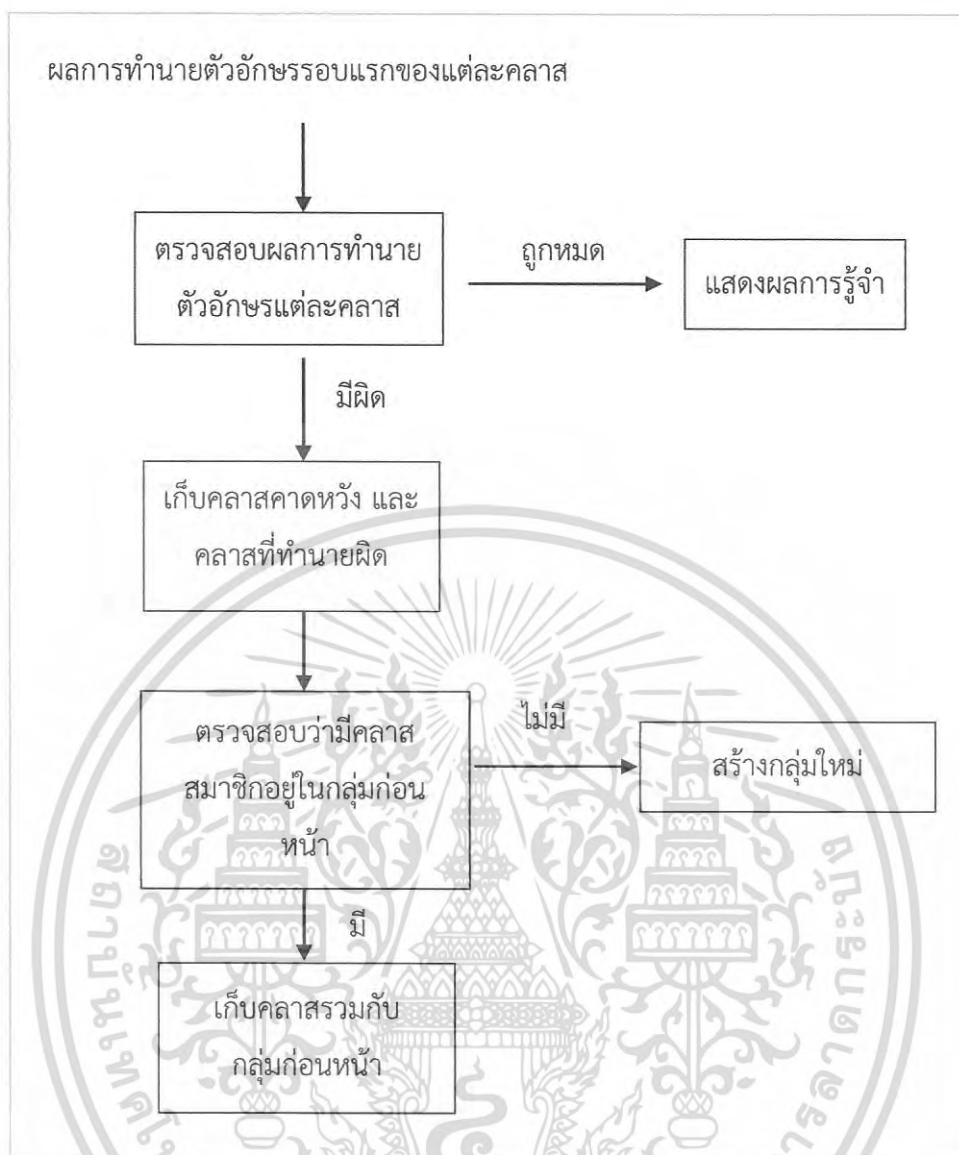 ผลการทำนายตัวอักษรรอบแรกของแต่ละคลาส
ตรวจสอบผลการทำนาย
ตัวอักษรแต่ละคลาส
ถูกหมด
แสดงผลการรู้จำ
มีผิด
เก็บคลาสคาดหวัง และ
คลาสที่ทำนายผิด
ตรวจสอบว่ามีคลาส
สมาชิกอยู่ในกลุ่มก่อน
หน้า
ไม่มี
สร้างกลุ่มใหม่
มี
เก็บคลาสรวมกับ
กลุ่มก่อนหน้า